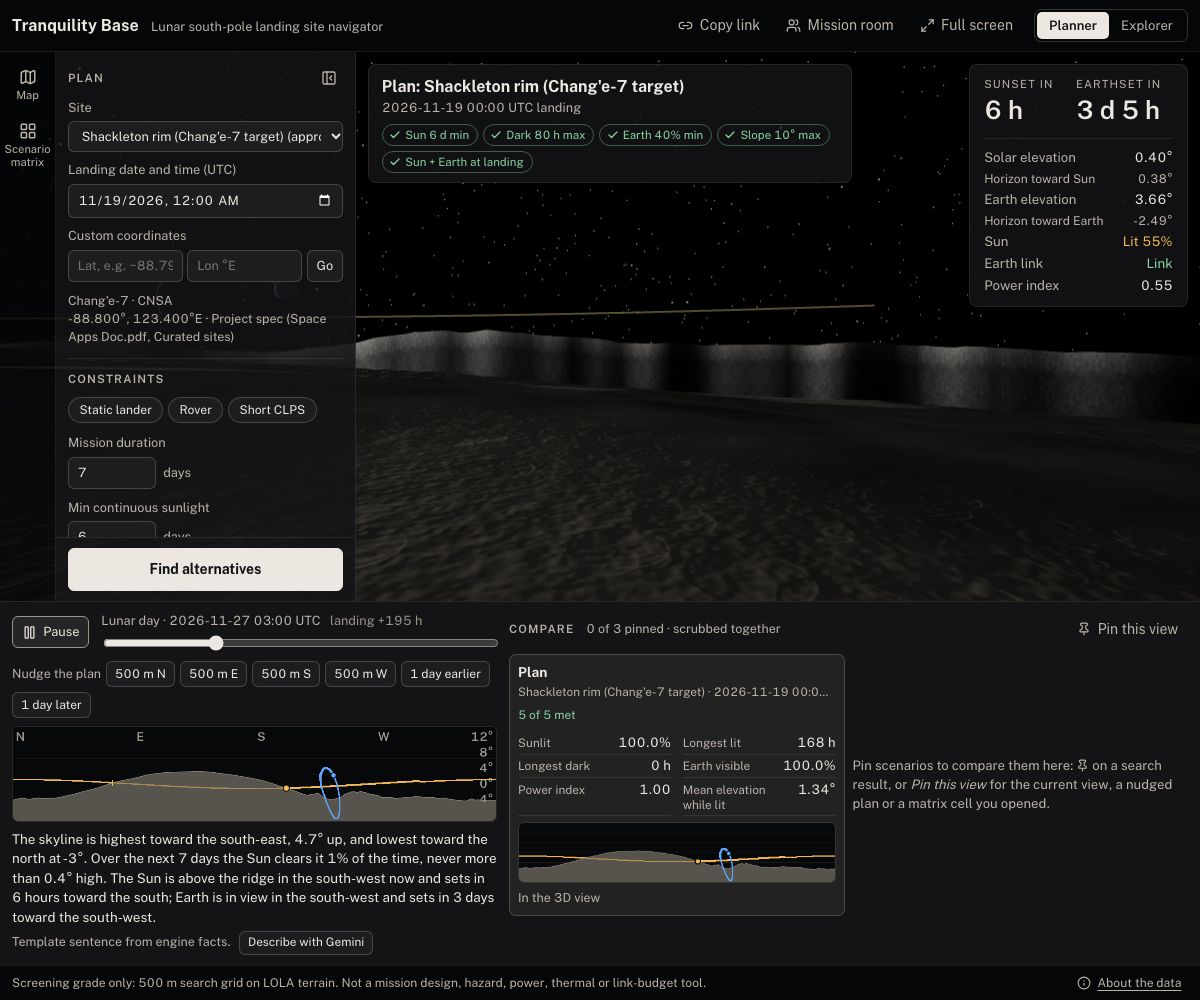 Tranquility Base Lunar south-pole landing site navigator
Copy link Mission room Full screen Planner Explorer
Map
Scenario
matrix
PLAN
Site
Shackleton rim (Chang'e-7 target) (appro
Landing date and time (UTC)
11/19/2026, 12:00 AM
Custom coordinates
Lat, e.g. −88.79 Lon °E Go
Chang'e-7 · CNSA
-88.800°, 123.400°E · Project spec (Space
Apps Doc.pdf, Curated sites)
CONSTRAINTS
Static lander Rover Short CLPS
Mission duration
7 days
Min continuous sunlight
6 days
Find alternatives
Plan: Shackleton rim (Chang'e-7 target)
2026-11-19 00:00 UTC landing
Sun 6 d min Dark 80 h max Earth 40% min Slope 10° max
Sun + Earth at landing
SUNSET IN EARTHSET IN
6 h 3 d 5 h
Solar elevation 0.40°
Horizon toward Sun 0.38°
Earth elevation 3.66°
Horizon toward Earth -2.49°
Sun Lit 55%
Earth link Link
Power index 0.55
Pause Lunar day · 2026-11-27 03:00 UTC landing +195 h
Nudge the plan 500 m N 500 m E 500 m S 500 m W 1 day earlier
1 day later
N E S W 12°
8°
4°
0°
-4°
The skyline is highest toward the south-east, 4.7° up, and lowest toward the
north at -3°. Over the next 7 days the Sun clears it 1% of the time, never more
than 0.4° high. The Sun is above the ridge in the south-west now and sets in
6 hours toward the south; Earth is in view in the south-west and sets in 3 days
toward the south-west.
Template sentence from engine facts. Describe with Gemini
COMPARE 0 of 3 pinned · scrubbed together Pin this view
Plan
Shackleton rim (Chang'e-7 target) · 2026-11-19 00:0...
5 of 5 met
Sunlit 100.0% Longest lit 168 h
Longest dark 0 h Earth visible 100.0%
Power index 1.00 Mean elevation 1.34°
while lit
In the 3D view
Pin scenarios to compare them here: on a search
result, or Pin this view for the current view, a nudged
plan or a matrix cell you opened.
Screening grade only: 500 m search grid on LOLA terrain. Not a mission design, hazard, power, thermal or link-budget tool. About the data